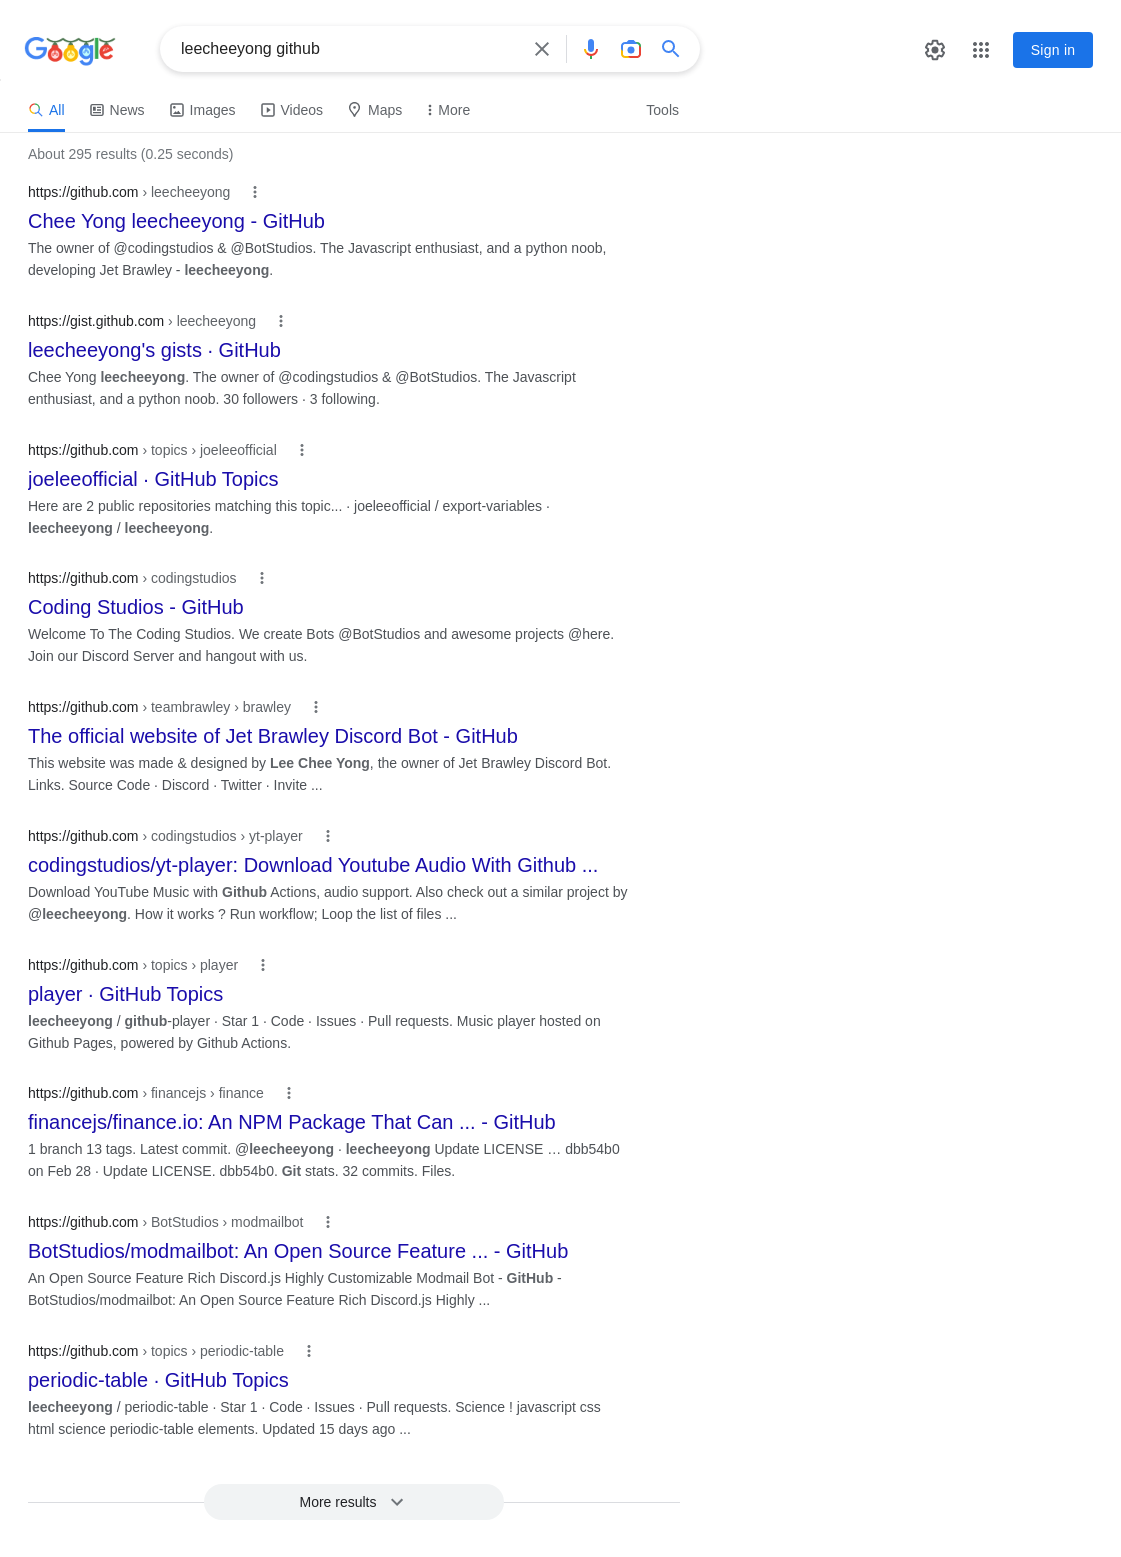 Google
leecheeyong github
Sign in
All
News
Images
Videos
Maps
More
Tools
About 295 results (0.25 seconds)
https://github.com › leecheeyong
Chee Yong leecheeyong - GitHub
The owner of @codingstudios & @BotStudios. The Javascript enthusiast, and a python noob,
developing Jet Brawley - leecheeyong.
https://gist.github.com › leecheeyong
leecheeyong's gists · GitHub
Chee Yong leecheeyong. The owner of @codingstudios & @BotStudios. The Javascript
enthusiast, and a python noob. 30 followers · 3 following.
https://github.com › topics › joeleeofficial
joeleeofficial · GitHub Topics
Here are 2 public repositories matching this topic... · joeleeofficial / export-variables ·
leecheeyong / leecheeyong.
https://github.com › codingstudios
Coding Studios - GitHub
Welcome To The Coding Studios. We create Bots @BotStudios and awesome projects @here.
Join our Discord Server and hangout with us.
https://github.com › teambrawley › brawley
The official website of Jet Brawley Discord Bot - GitHub
This website was made & designed by Lee Chee Yong, the owner of Jet Brawley Discord Bot.
Links. Source Code · Discord · Twitter · Invite ...
https://github.com › codingstudios › yt-player
codingstudios/yt-player: Download Youtube Audio With Github ...
Download YouTube Music with Github Actions, audio support. Also check out a similar project by
@leecheeyong. How it works ? Run workflow; Loop the list of files ...
https://github.com › topics › player
player · GitHub Topics
leecheeyong / github-player · Star 1 · Code · Issues · Pull requests. Music player hosted on
Github Pages, powered by Github Actions.
https://github.com › financejs › finance
financejs/finance.io: An NPM Package That Can ... - GitHub
1 branch 13 tags. Latest commit. @leecheeyong · leecheeyong Update LICENSE … dbb54b0
on Feb 28 · Update LICENSE. dbb54b0. Git stats. 32 commits. Files.
https://github.com › BotStudios › modmailbot
BotStudios/modmailbot: An Open Source Feature ... - GitHub
An Open Source Feature Rich Discord.js Highly Customizable Modmail Bot - GitHub -
BotStudios/modmailbot: An Open Source Feature Rich Discord.js Highly ...
https://github.com › topics › periodic-table
periodic-table · GitHub Topics
leecheeyong / periodic-table · Star 1 · Code · Issues · Pull requests. Science ! javascript css
html science periodic-table elements. Updated 15 days ago ...
More results